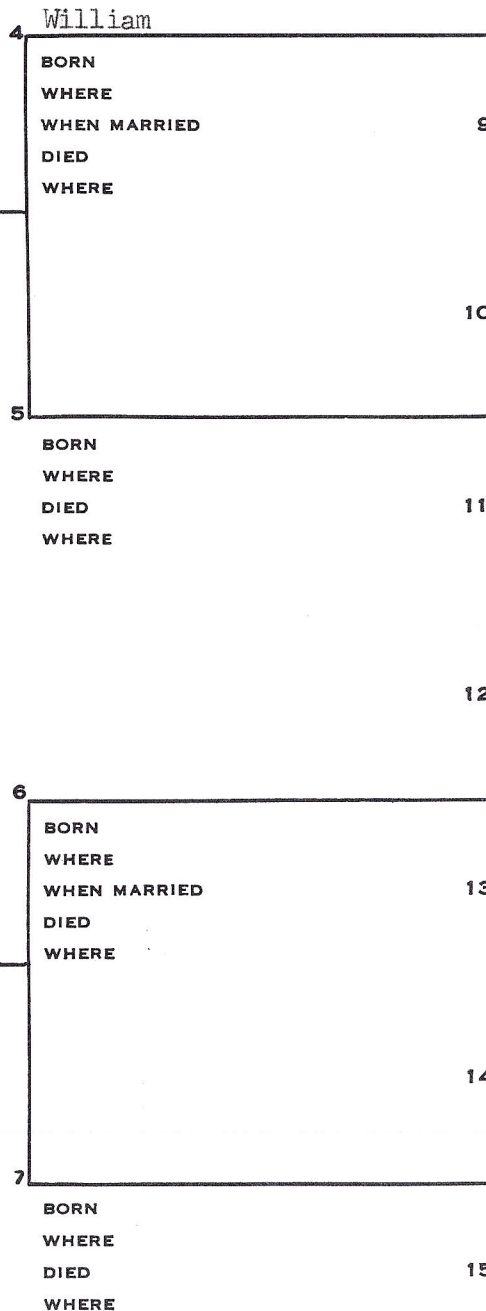 William
4
BORN
WHERE
WHEN MARRIED
9
DIED
WHERE
10
5
BORN
WHERE
DIED
11
WHERE
12
6
BORN
WHERE
WHEN MARRIED
13
DIED
WHERE
14
7
BORN
WHERE
DIED
15
WHERE